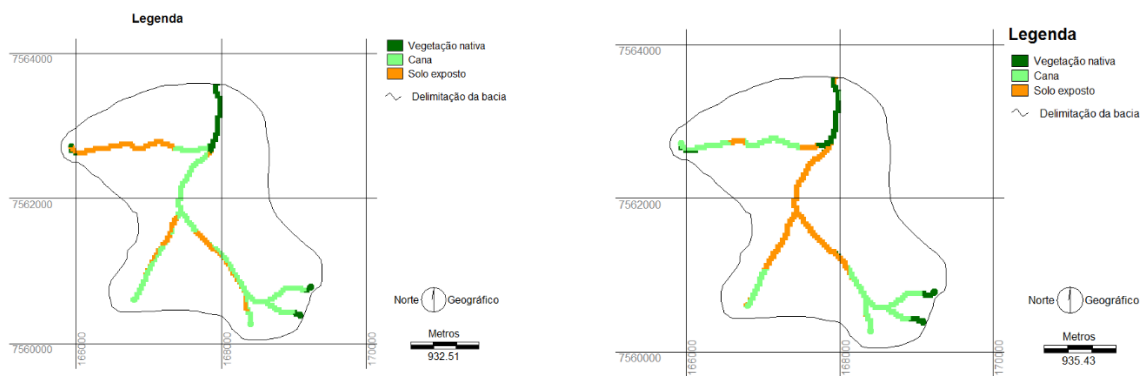 Legenda
7564000
Vegetação nativa
Cana
Solo exposto
Delimitação da bacia
7562000
Norte
Geográfico
Metros
932.51
7560000
166000
168000
170000
Legenda
7564000
Vegetação nativa
Cana
Solo exposto
Delimitação da bacia
7562000
Norte
Geográfico
Metros
935.43
7560000
166000
168000
170000